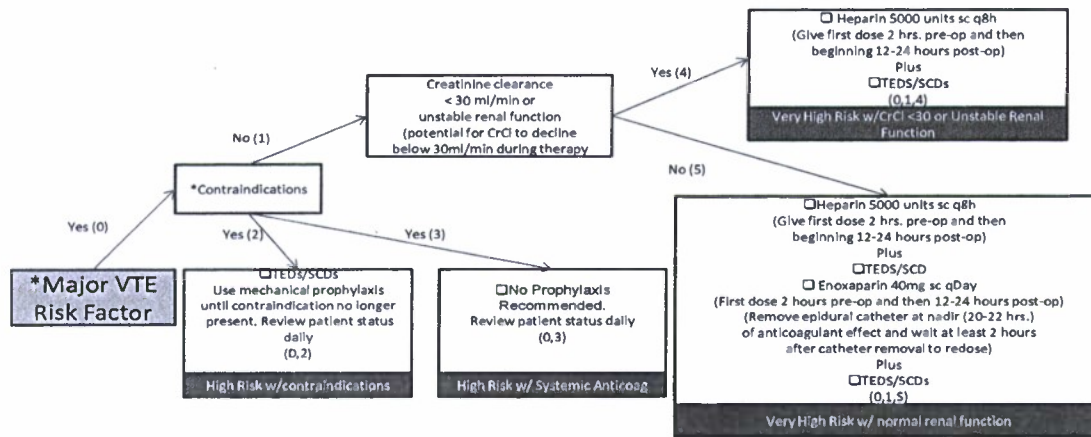 ❑ Heparin 5000 units sc q8h
(Give first dose 2 hrs. pre-op and then
beginning 12-24 hours post-op)
Plus
❑TEDS/SCDs
(0,1,4)
Very High Risk w/CrCl <30 or Unstable Renal
Function
Yes (4)
Creatinine clearance
< 30 ml/min or
unstable renal function
(potential for CrCl to decline
below 30ml/min during therapy
No (1)
No (5)
*Contraindications
Yes (0)
Yes (2)
Yes (3)
*Major VTE
Risk Factor
❑TEDs/SCDs
Use mechanical prophylaxis
until contraindication no longer
present. Review patient status
daily
(D,2)
High Risk w/contraindications
❑No Prophylaxis
Recommended.
Review patient status daily
(0,3)
High Risk w/ Systemic Anticoag
❑Heparin 5000 units sc q8h
(Give first dose 2 hrs. pre-op and then
beginning 12-24 hours post-op)
Plus
❑TEDS/SCD
❑ Enoxaparin 40mg sc qDay
(First dose 2 hours pre-op and then 12-24 hours post-op)
(Remove epidural catheter at nadir (20-22 hrs.)
of anticoagulant effect and wait at least 2 hours
after catheter removal to redose)
Plus
❑TEDS/SCDs
(0,1,S)
Very High Risk w/ normal renal function